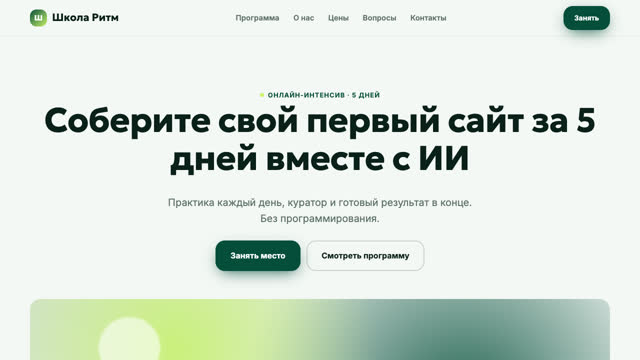 Ш Школа Ритм
Программа О нас Цены Вопросы Контакты
Занять
ОНЛАЙН-ИНТЕНСИВ · 5 ДНЕЙ
Соберите свой первый сайт за 5
дней вместе с ИИ
Практика каждый день, куратор и готовый результат в конце.
Без программирования.
Занять место Смотреть программу